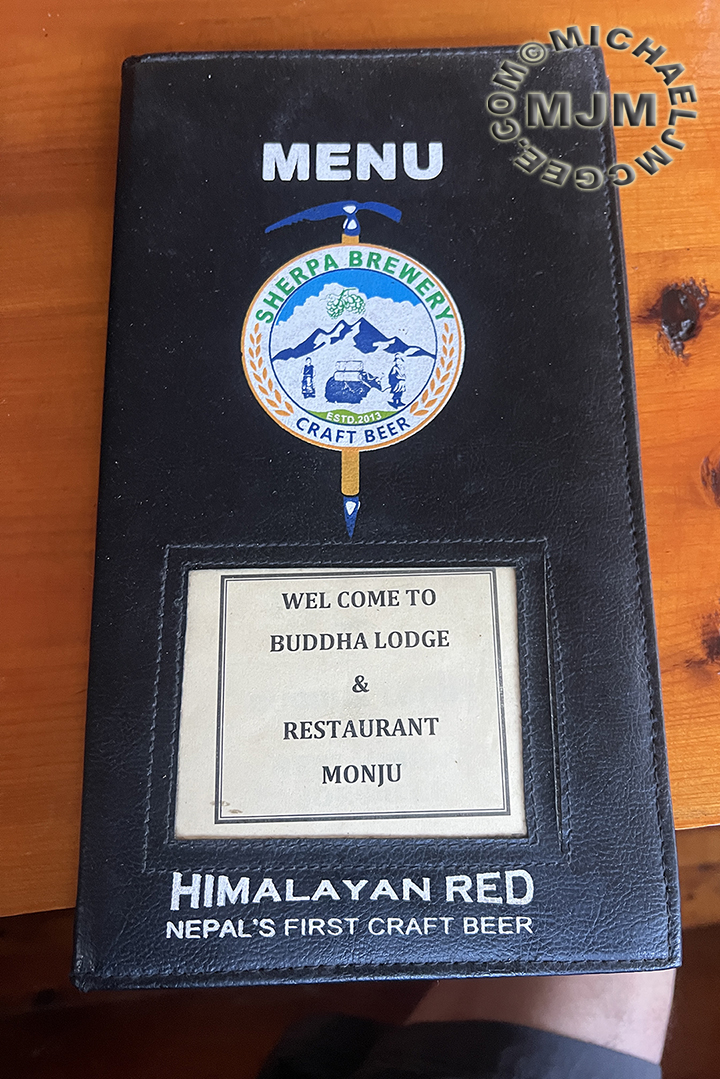 ©MICHAELJMCGEE.COM
MJM
MENU
SHERPA BREWERY
ESTD.2013
CRAFT BEER
WEL COME TO
BUDDHA LODGE
&
RESTAURANT
MONJU
HIMALAYAN RED
NEPAL'S FIRST CRAFT BEER